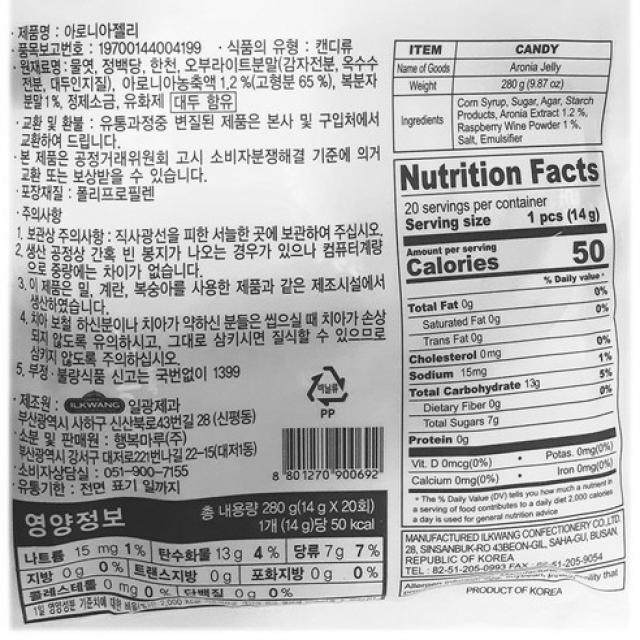 · 제품명 : 아로니아젤리
· 품목보고번호 : 19700144004199 · 식품의 유형 : 캔디류
· 원재료명 : 물엿, 정백당, 한천, 오부라이트분말(감자전분, 옥수수
전분, 대두인지질), 아로니아농축액 1.2 %(고형분 65 %), 복분자
분말 1 %, 정제소금, 유화제 대두 함유
· 교환 및 환불 : 유통과정중 변질된 제품은 본사 및 구입처에서
교환하여 드립니다.
· 본 제품은 공정거래위원회 고시 소비자분쟁해결 기준에 의거
교환 또는 보상받을 수 있습니다.
· 포장재질 : 폴리프로필렌
· 주의사항
1. 보관상 주의사항 : 직사광선을 피한 서늘한 곳에 보관하여 주십시오.
2. 생산 공정상 간혹 빈 봉지가 나오는 경우가 있으나 컴퓨터계량
으로 중량에는 차이가 없습니다.
3. 이 제품은 밀, 계란, 복숭아를 사용한 제품과 같은 제조시설에서
생산하였습니다.
4. 치아 보철 하신분이나 치아가 약하신 분들은 씹으실 때 치아가 손상
되지 않도록 유의하시고, 그대로 삼키시면 질식할 수 있으므로
삼키지 않도록 주의하십시오.
5. 부정·불량식품 신고는 국번없이 1399
· 제조원 : ILKWANG 일광제과
부산광역시 사하구 신산북로43번길 28 (신평동)
· 소분 및 판매원 : 행복마루(주)
부산광역시 강서구 대저로221번나길 22-15(대저1동)
· 소비자상담실 : 051-900-7155
· 유통기한 : 전면 표기 일까지
비닐류
PP
8 801270 900692
영양정보
총 내용량 280 g(14 g X 20회)
1개 (14 g)당 50 kcal
나트륨 15 mg 1% 탄수화물 13 g 4 % 당류 7 g 7 %
지방 0 g 0 % 트랜스지방 0 g 포화지방 0 g 0 %
콜레스테롤 0 mg 0 % 단백질 0 g 0 %
1일 영양성분 기준치에 대한 비율(%)은 2,000 kcal
ITEM CANDY
Name of Goods Aronia Jelly
Weight 280 g (9.87 oz)
Ingredients Corn Syrup, Sugar, Agar, Starch
Products, Aronia Extract 1.2 %,
Raspberry Wine Powder 1 %,
Salt, Emulsifier
Nutrition Facts
20 servings per container
Serving size 1 pcs (14 g)
Amount per serving
Calories 50
% Daily value *
Total Fat 0g 0%
Saturated Fat 0g 0%
Trans Fat 0g
Cholesterol 0mg 0%
Sodium 15mg 1%
Total Carbohydrate 13g 5%
Dietary Fiber 0g 0%
Total Sugars 7g
Protein 0g
Vit. D 0mcg(0%) • Potas. 0mg(0%)
Calcium 0mg(0%) • Iron 0mg(0%)
* The % Daily Value (DV) tells you how much a nutrient in
a serving of food contributes to a daily diet 2,000 calories
a day is used for general nutrition advice
MANUFACTURED ILKWANG CONFECTIONERY CO.,LTD.
28, SINSANBUK-RO 43BEON-GIL, SAHA-GU, BUSAN,
REPUBLIC OF KOREA
TEL : 82-51-205-0993 FAX 51-205-9054
that
PRODUCT OF KOREA